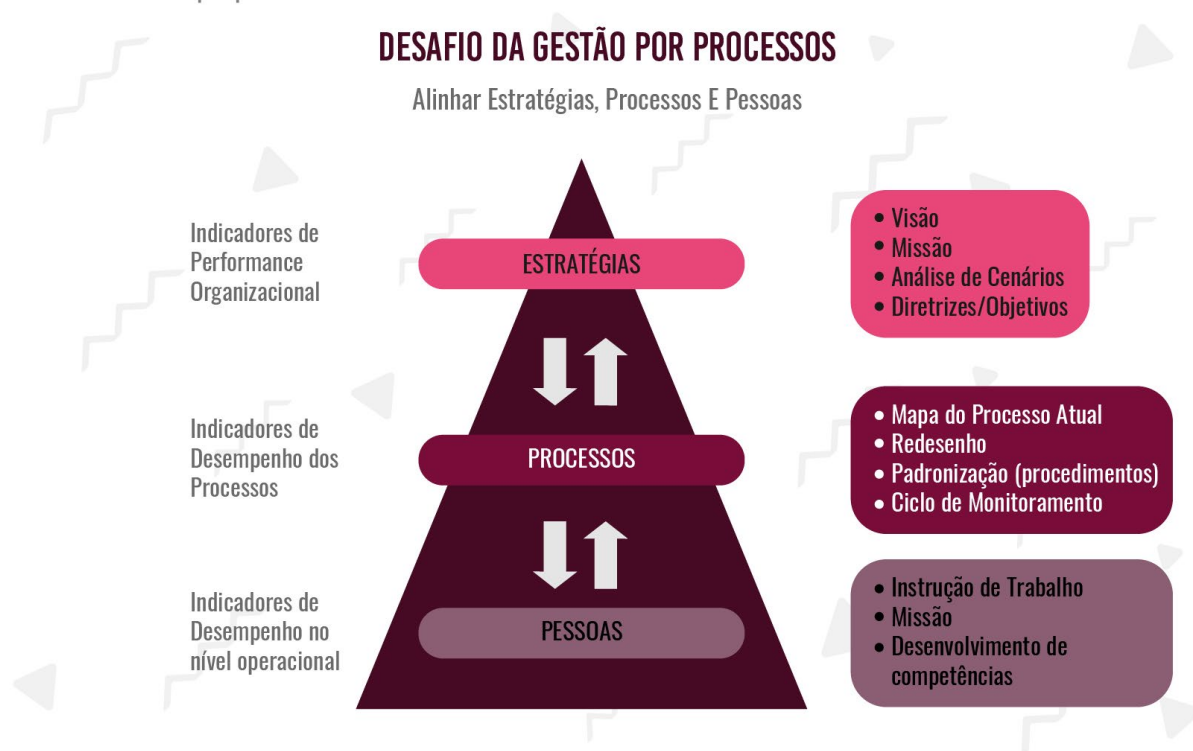 DESAFIO DA GESTÃO POR PROCESSOS
Alinhar Estratégias, Processos E Pessoas
Indicadores de
Performance
Organizacional
ESTRATÉGIAS
• Visão
• Missão
• Análise de Cenários
• Diretrizes/Objetivos
Indicadores de
Desempenho dos
Processos
PROCESSOS
• Mapa do Processo Atual
• Redesenho
• Padronização (procedimentos)
• Ciclo de Monitoramento
Indicadores de
Desempenho no
nível operacional
PESSOAS
• Instrução de Trabalho
• Missão
• Desenvolvimento de
competências